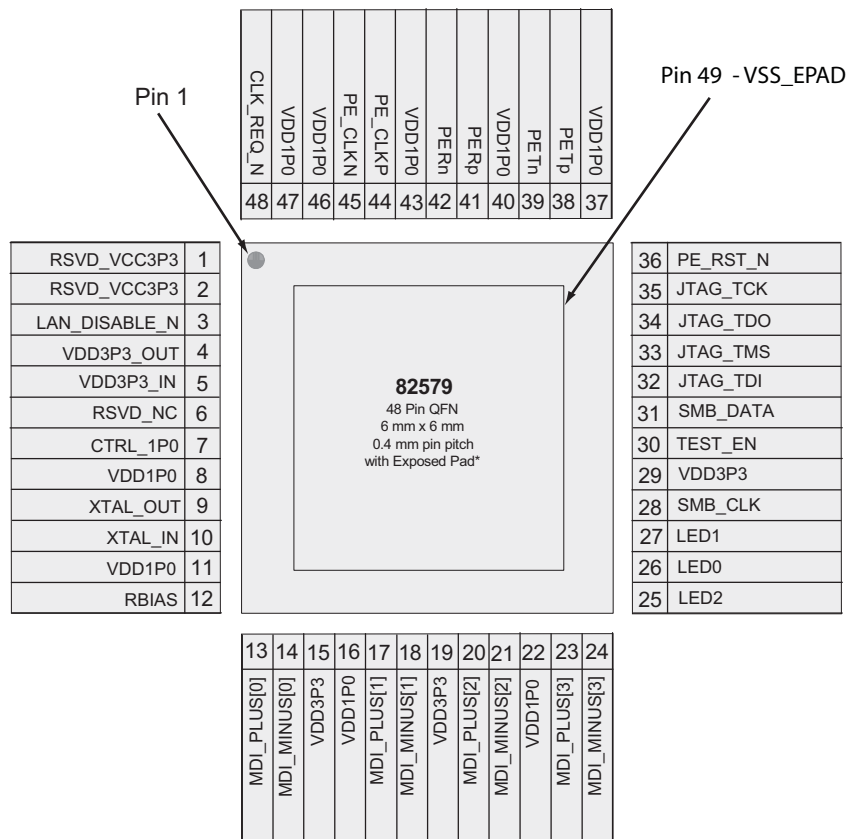 CLK_REQ_N
VDD1P0
VDD1P0
PE_CLKN
PE_CLKP
VDD1P0
PERn
PERp
VDD1P0
PETn
PETp
VDD1P0
48 47 46 45 44 43 42 41 40 39 38 37
Pin 1
Pin 49 - VSS_EPAD
RSVD_VCC3P3 1
RSVD_VCC3P3 2
LAN_DISABLE_N 3
VDD3P3_OUT 4
VDD3P3_IN 5
RSVD_NC 6
CTRL_1P0 7
VDD1P0 8
XTAL_OUT 9
XTAL_IN 10
VDD1P0 11
RBIAS 12
82579
48 Pin QFN
6 mm x 6 mm
0.4 mm pin pitch
with Exposed Pad*
36 PE_RST_N
35 JTAG_TCK
34 JTAG_TDO
33 JTAG_TMS
32 JTAG_TDI
31 SMB_DATA
30 TEST_EN
29 VDD3P3
28 SMB_CLK
27 LED1
26 LED0
25 LED2
13 14 15 16 17 18 19 20 21 22 23 24
MDI_PLUS[0]
MDI_MINUS[0]
VDD3P3
VDD1P0
MDI_PLUS[1]
MDI_MINUS[1]
VDD3P3
MDI_PLUS[2]
MDI_MINUS[2]
VDD1P0
MDI_PLUS[3]
MDI_MINUS[3]